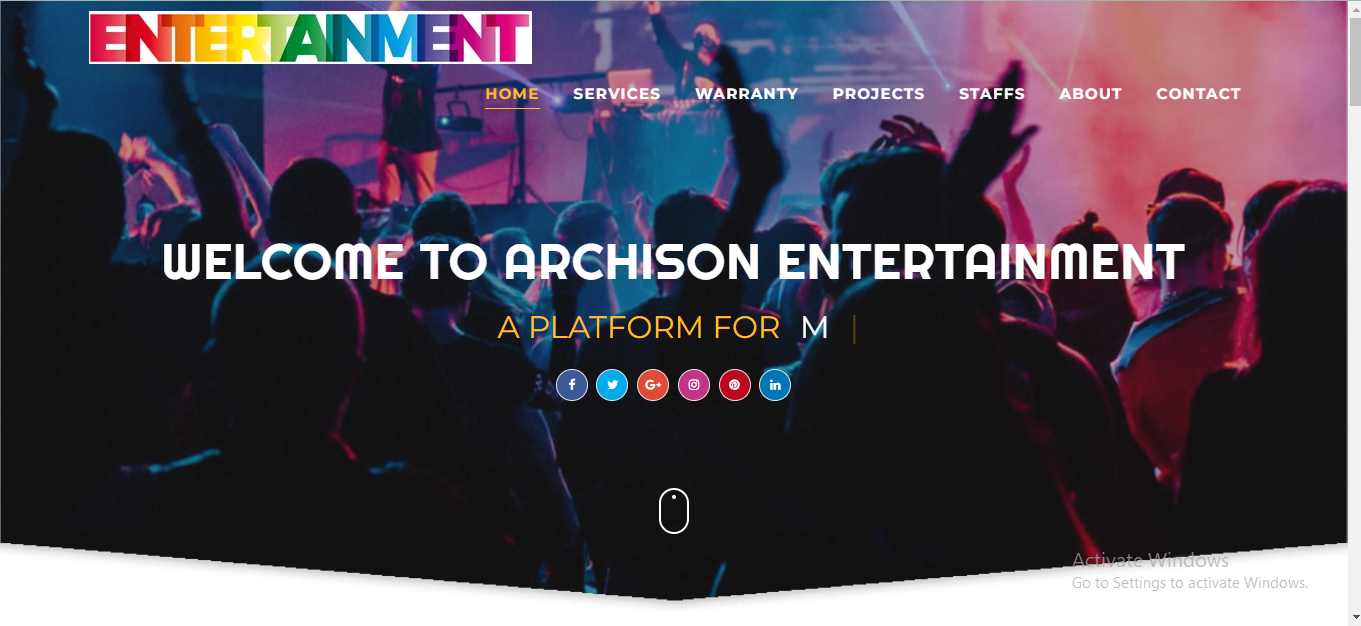 ENTERTAINMENT
HOME SERVICES WARRANTY PROJECTS STAFFS ABOUT CONTACT
WELCOME TO ARCHISON ENTERTAINMENT
A PLATFORM FOR M |
Activate Windows
Go to Settings to activate Windows.